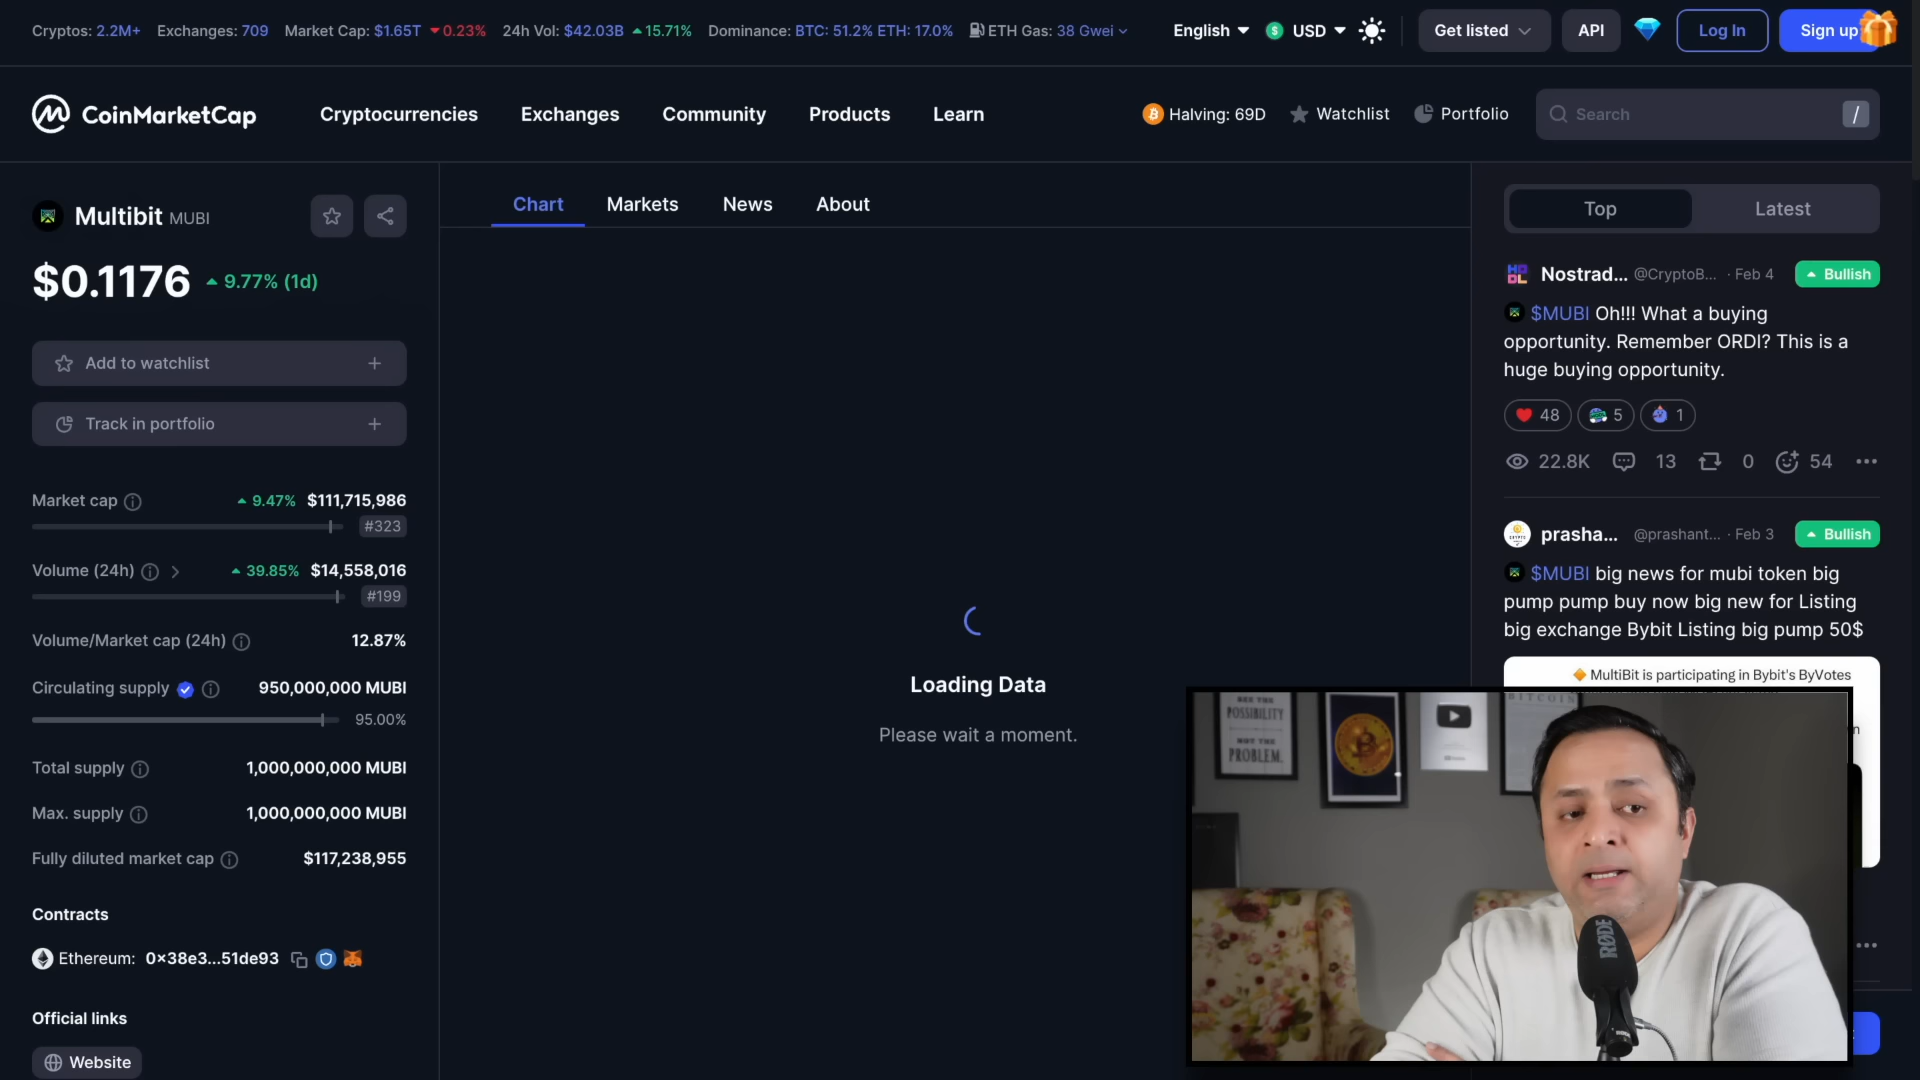 Cryptos: 2.2M+ Exchanges: 709 Market Cap: $1.65T 0.23% 24h Vol: $42.03B 15.71% Dominance: BTC: 51.2% ETH: 17.0% ETH Gas: 38 Gwei English USD Get listed API Log In Sign up
CoinMarketCap Cryptocurrencies Exchanges Community Products Learn Halving: 69D Watchlist Portfolio Search /
Multibit MUBI
$0.1176 9.77% (1d)
Add to watchlist +
Track in portfolio +
Market cap 9.47% $111,715,986
#323
Volume (24h) 39.85% $14,558,016
#199
Volume/Market cap (24h) 12.87%
Circulating supply 950,000,000 MUBI
95.00%
Total supply 1,000,000,000 MUBI
Max. supply 1,000,000,000 MUBI
Fully diluted market cap $117,238,955
Contracts
Ethereum: 0x38e3...51de93
Official links
Website
Chart Markets News About
Loading Data
Please wait a moment.
Top Latest
Nostrad... @CryptoB... · Feb 4 Bullish
$MUBI Oh!!! What a buying
opportunity. Remember ORDI? This is a
huge buying opportunity.
48 5 1
22.8K 13 0 54
prasha... @prashant... · Feb 3 Bullish
$MUBI big news for mubi token big
pump pump buy now big new for Listing
big exchange Bybit Listing big pump 50$
MultiBit is participating in Bybit's ByVotes
SEE THE
POSSIBILITY
NOT THE
PROBLEM.
BITCOIN
RØDE